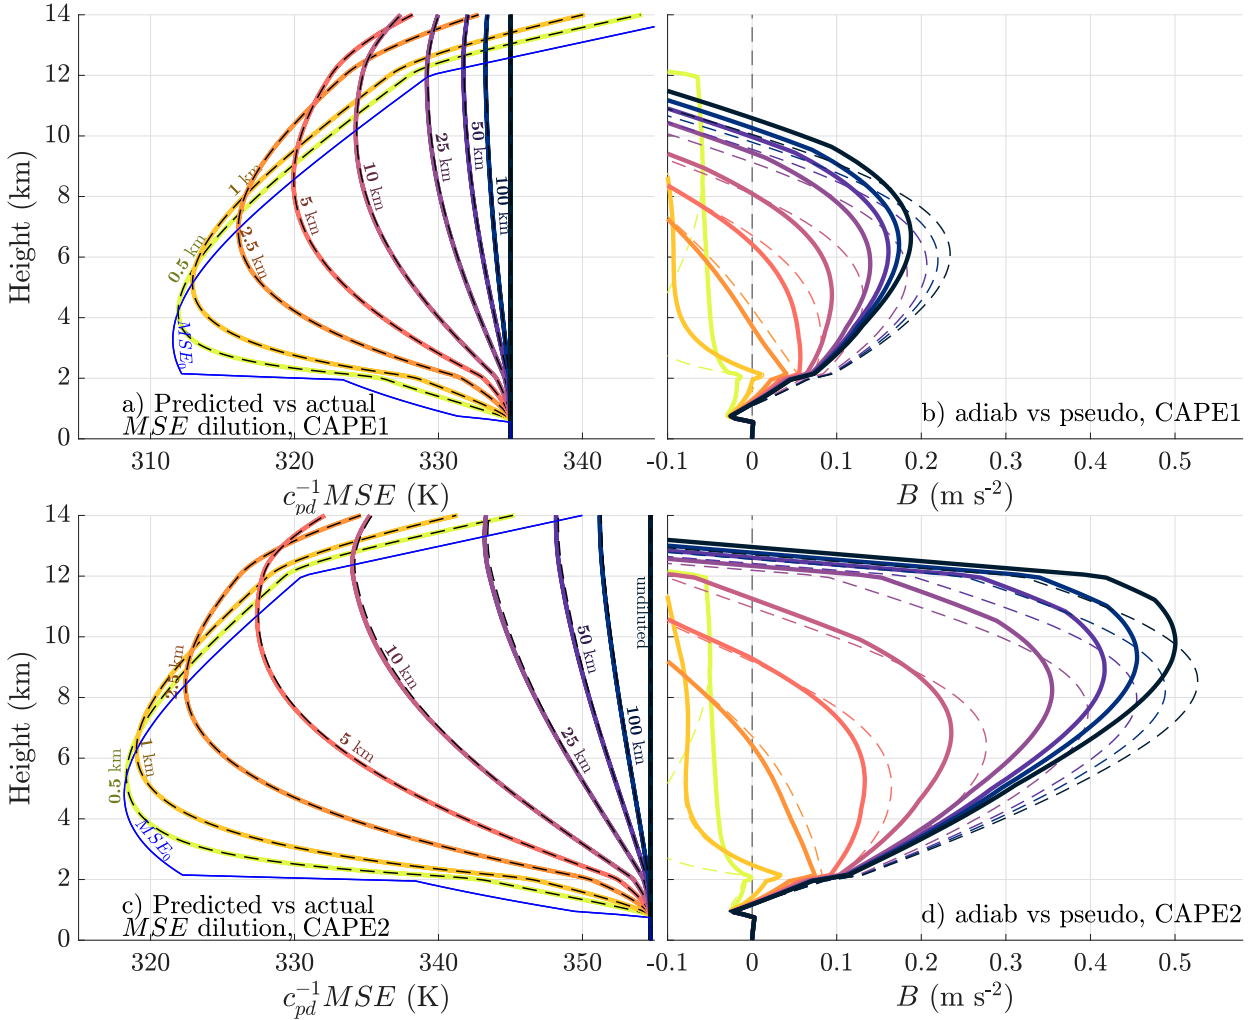 14
12
10
8
6
4
2
0
Height (km)
1 km
0.5 km
2.5 km
5 km
10 km
25 km
50 km
100 km
MSE₀
a) Predicted vs actual
MSE dilution, CAPE1
310
320
330
340
c_{pd}^{-1}MSE (K)
b) adiab vs pseudo, CAPE1
-0.1
0
0.1
0.2
0.3
0.4
0.5
B (m s⁻²)
14
12
10
8
6
4
2
0
Height (km)
0.5 km
1 km
2.5 km
5 km
10 km
25 km
50 km
100 km
undiluted
MSE₀
c) Predicted vs actual
MSE dilution, CAPE2
320
330
340
350
c_{pd}^{-1}MSE (K)
d) adiab vs pseudo, CAPE2
-0.1
0
0.1
0.2
0.3
0.4
0.5
B (m s⁻²)